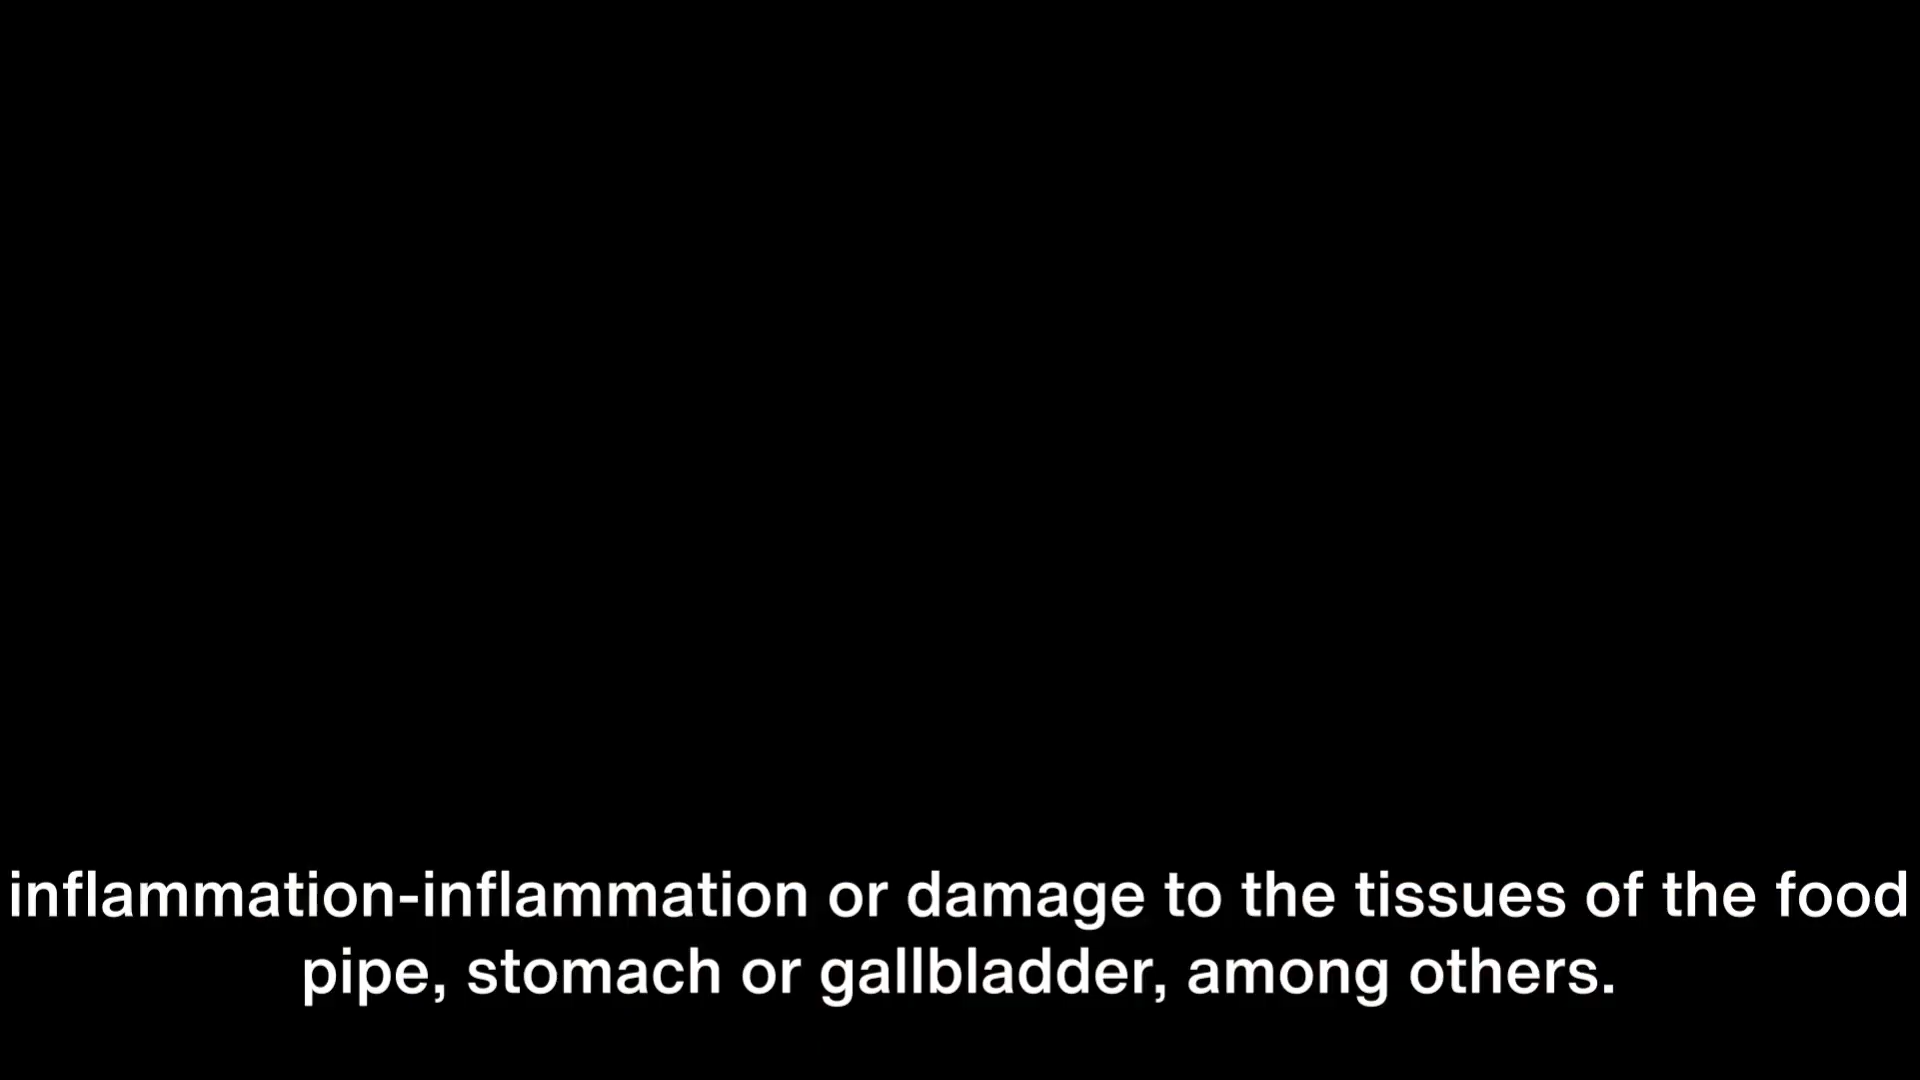 inflammation-inflammation or damage to the tissues of the food
pipe, stomach or gallbladder, among others.